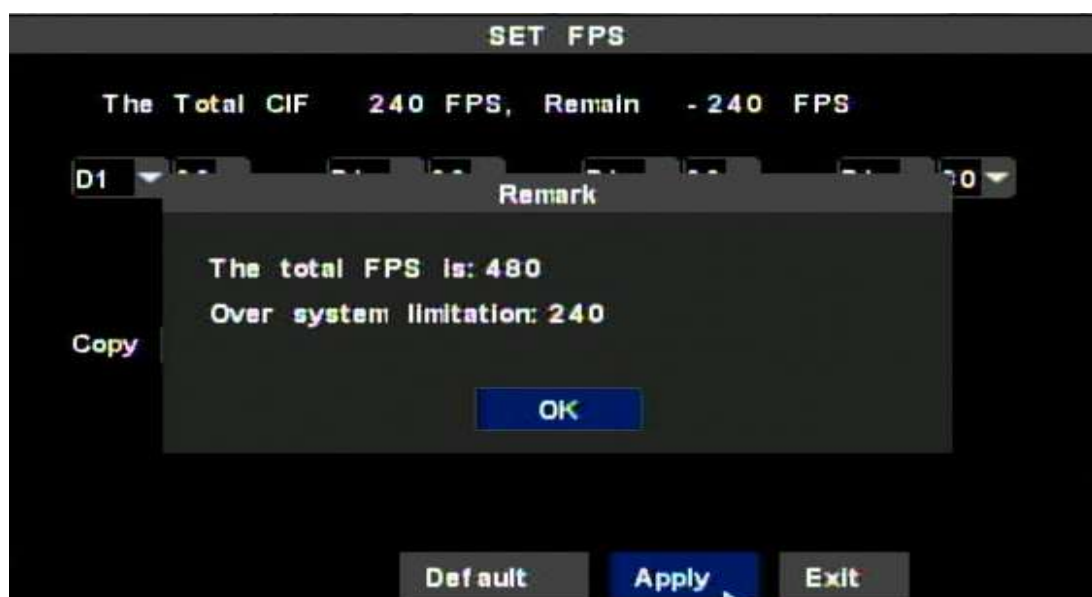 SET FPS
The Total CIF 240 FPS, Remain -240 FPS
D1
Remark
The total FPS is: 480
Over system limitation: 240
Copy
OK
Default Apply Exit